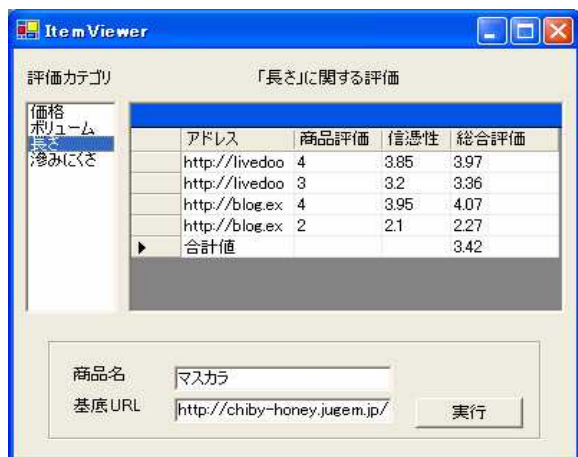 ItemViewer
評価カテゴリ
「長さ」に関する評価
価格
ボリューム
長さ
滲みにくさ
アドレス 商品評価 信憑性 総合評価
http://livedoo 4 3.85 3.97
http://livedoo 3 3.2 3.36
http://blog.ex 4 3.95 4.07
http://blog.ex 2 2.1 2.27
合計値 3.42
商品名 マスカラ
基底URL http://chiby-honey.jugem.jp/
実行